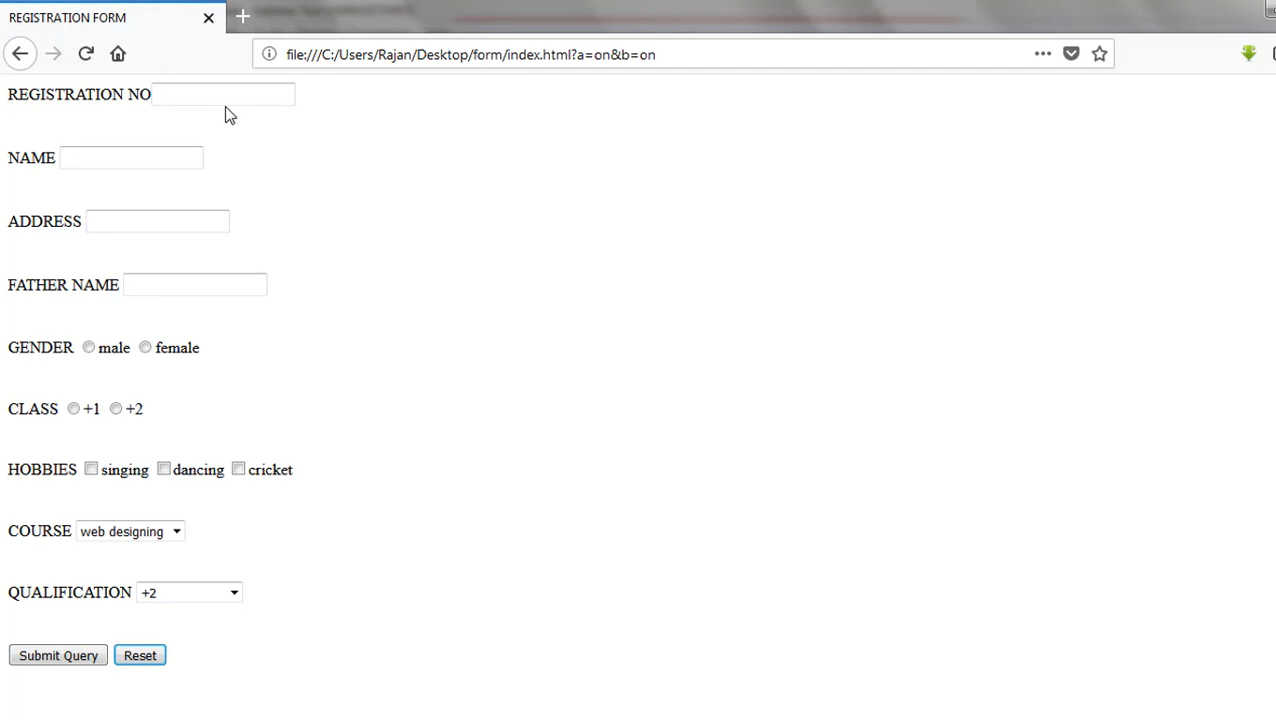 REGISTRATION FORM
file:///C:/Users/Rajan/Desktop/form/index.html?a=on&b=on
REGISTRATION NO
NAME
ADDRESS
FATHER NAME
GENDER male female
CLASS +1 +2
HOBBIES singing dancing cricket
COURSE web designing
QUALIFICATION +2
Submit Query Reset